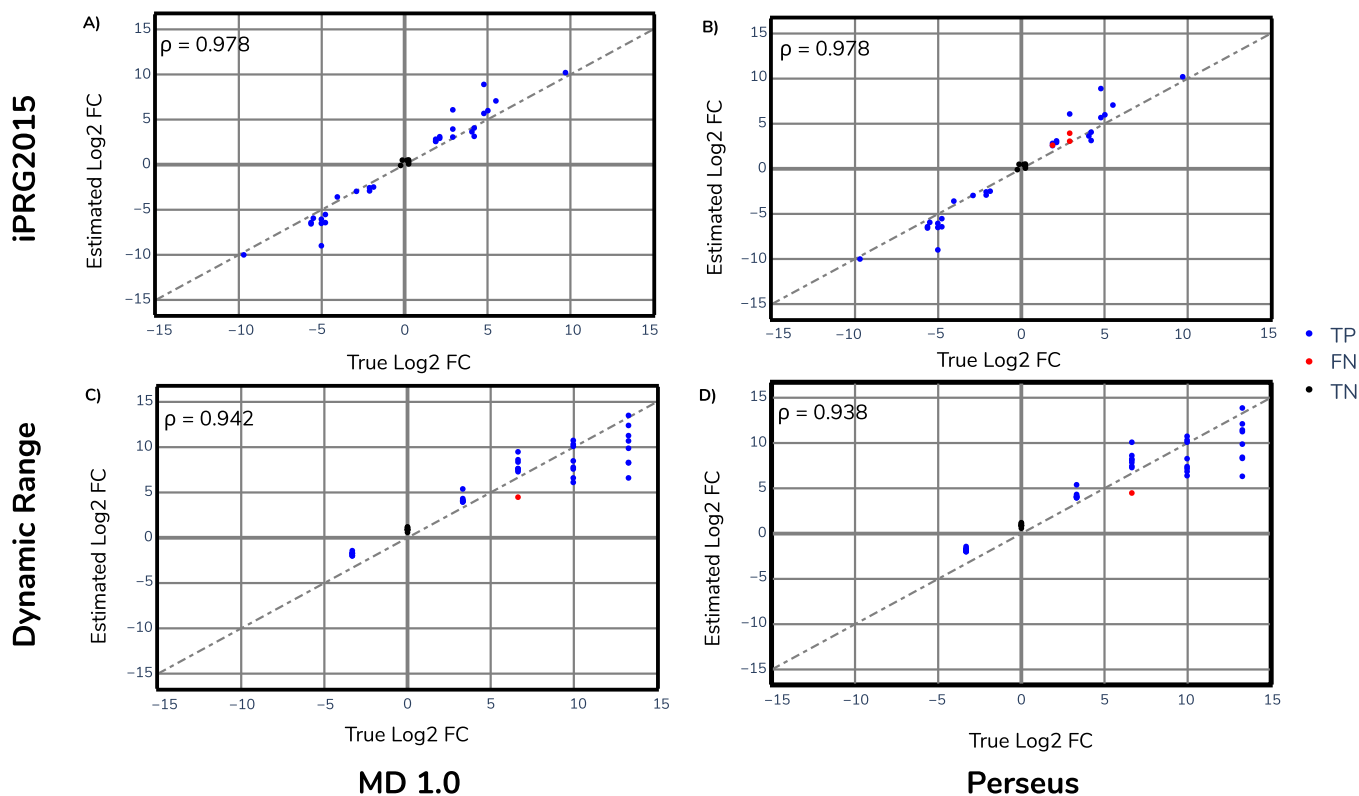 A)
ρ = 0.978
15
10
5
0
−5
−10
−15
−15 −10 −5 0 5 10 15
Estimated Log2 FC
True Log2 FC
B)
ρ = 0.978
15
10
5
0
−5
−10
−15
−15 −10 −5 0 5 10 15
Estimated Log2 FC
True Log2 FC
iPRG2015
TP
FN
TN
C)
ρ = 0.942
15
10
5
0
−5
−10
−15
−15 −10 −5 0 5 10 15
Estimated Log2 FC
True Log2 FC
D)
ρ = 0.938
15
10
5
0
−5
−10
−15
−15 −10 −5 0 5 10 15
Estimated Log2 FC
True Log2 FC
Dynamic Range
MD 1.0
Perseus